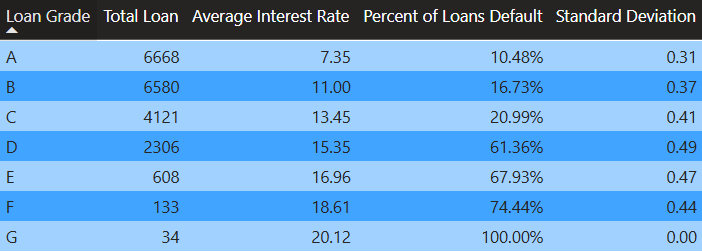 Loan Grade Total Loan Average Interest Rate Percent of Loans Default Standard Deviation
A 6668 7.35 10.48% 0.31
B 6580 11.00 16.73% 0.37
C 4121 13.45 20.99% 0.41
D 2306 15.35 61.36% 0.49
E 608 16.96 67.93% 0.47
F 133 18.61 74.44% 0.44
G 34 20.12 100.00% 0.00